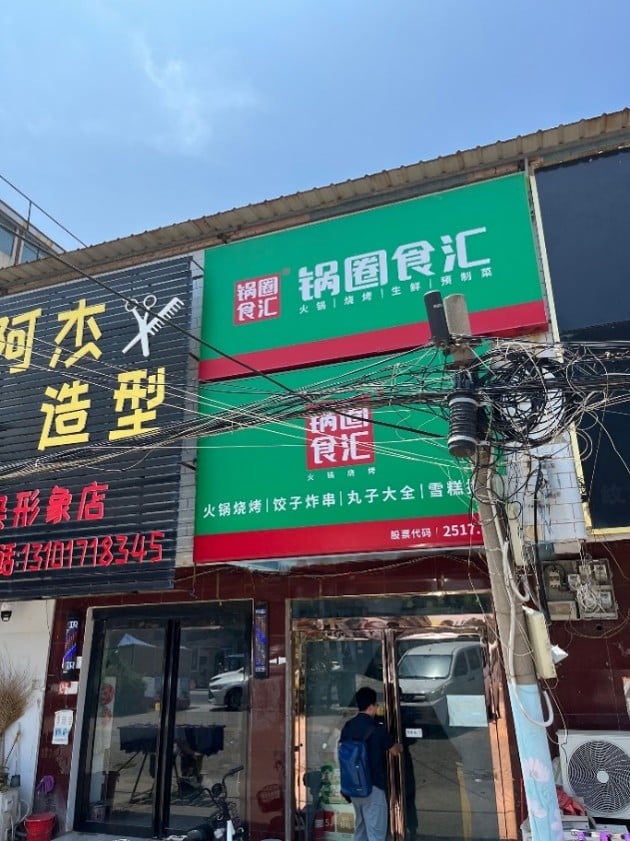 锅圈
食汇
锅圈食汇
火锅|烧烤|生鲜|预制菜
阿杰
造型
形象店
13101718345
锅圈
食汇
火锅烧烤
火锅烧烤|饺子炸串|丸子大全|雪糕
股票代码|2517.